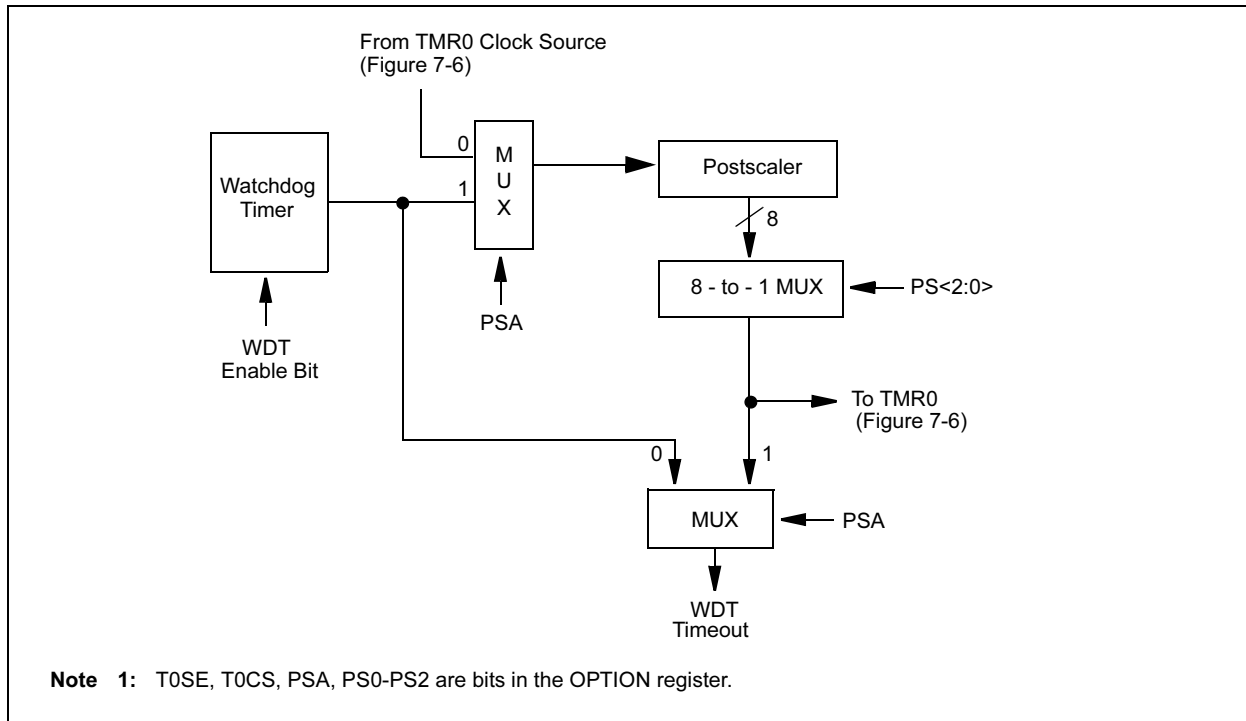 From TMR0 Clock Source
(Figure 7-6)
0
M
U
X
1
Watchdog
Timer
Postscaler
8
8 - to - 1 MUX
PS<2:0>
PSA
WDT
Enable Bit
To TMR0
(Figure 7-6)
0
1
MUX
PSA
WDT
Timeout
Note 1: T0SE, T0CS, PSA, PS0-PS2 are bits in the OPTION register.